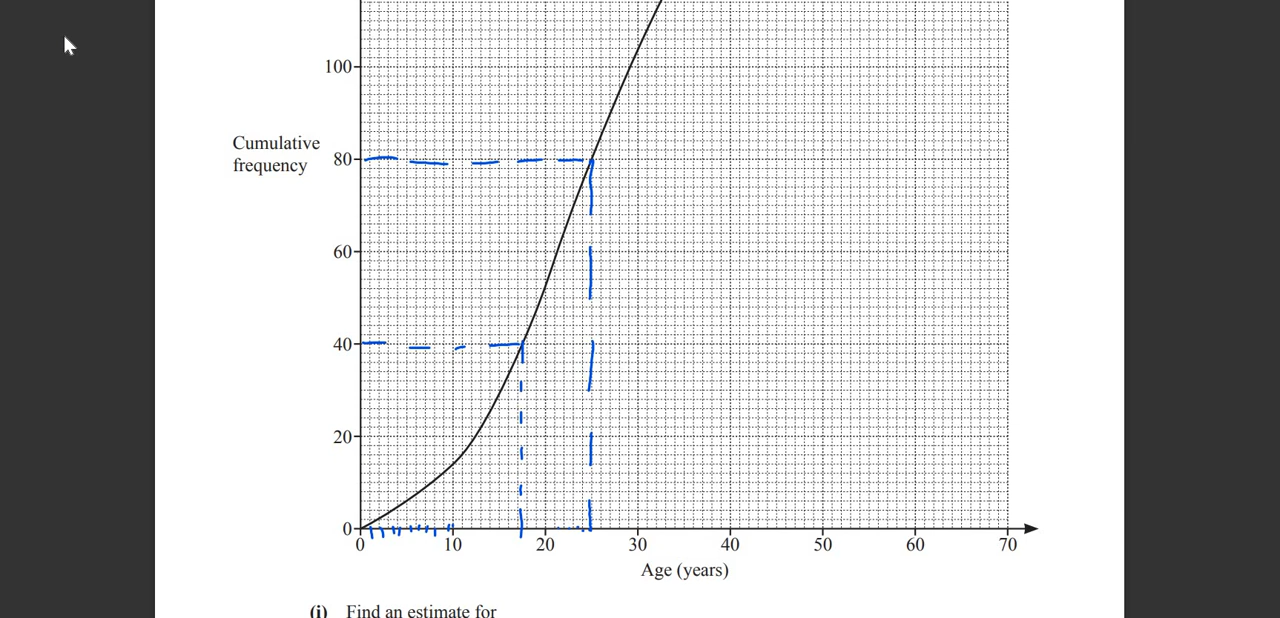 100
Cumulative
frequency
80
60
40
20
0
0 10 20 30 40 50 60 70
Age (years)
(i) Find an estimate for